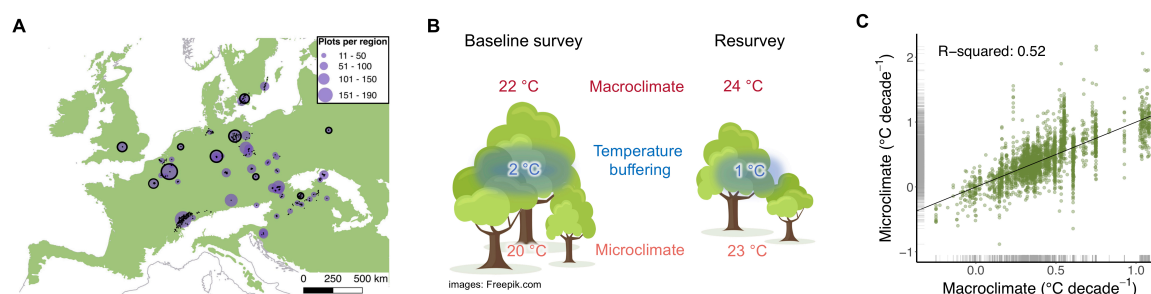 A
Plots per region
11 - 50
51 - 100
101 - 150
151 - 190
0 250 500 km
B
Baseline survey Resurvey
22 °C Macroclimate 24 °C
Temperature
buffering
2 °C 1 °C
20 °C Microclimate 23 °C
images: Freepik.com
C
R−squared: 0.52
Microclimate (°C decade⁻¹)
2
1
0
−1
0.0 0.5 1.0
Macroclimate (°C decade⁻¹)